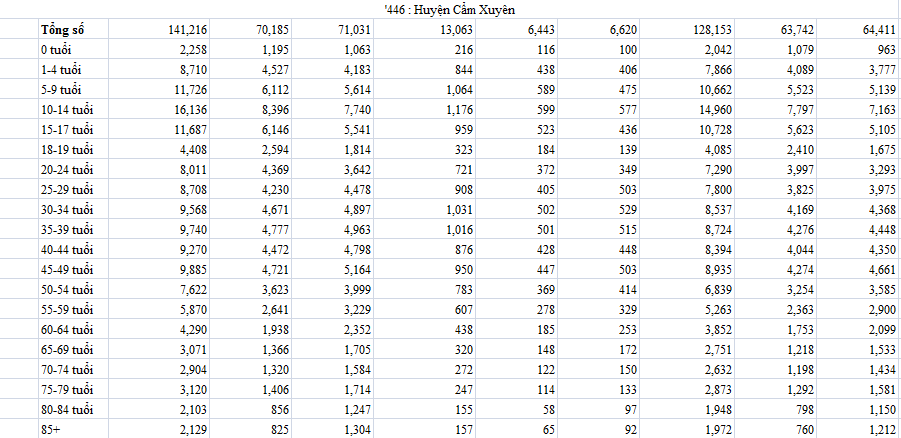 '446 : Huyện Cẩm Xuyên
Tổng số 141,216 70,185 71,031 13,063 6,443 6,620 128,153 63,742 64,411
0 tuổi 2,258 1,195 1,063 216 116 100 2,042 1,079 963
1-4 tuổi 8,710 4,527 4,183 844 438 406 7,866 4,089 3,777
5-9 tuổi 11,726 6,112 5,614 1,064 589 475 10,662 5,523 5,139
10-14 tuổi 16,136 8,396 7,740 1,176 599 577 14,960 7,797 7,163
15-17 tuổi 11,687 6,146 5,541 959 523 436 10,728 5,623 5,105
18-19 tuổi 4,408 2,594 1,814 323 184 139 4,085 2,410 1,675
20-24 tuổi 8,011 4,369 3,642 721 372 349 7,290 3,997 3,293
25-29 tuổi 8,708 4,230 4,478 908 405 503 7,800 3,825 3,975
30-34 tuổi 9,568 4,671 4,897 1,031 502 529 8,537 4,169 4,368
35-39 tuổi 9,740 4,777 4,963 1,016 501 515 8,724 4,276 4,448
40-44 tuổi 9,270 4,472 4,798 876 428 448 8,394 4,044 4,350
45-49 tuổi 9,885 4,721 5,164 950 447 503 8,935 4,274 4,661
50-54 tuổi 7,622 3,623 3,999 783 369 414 6,839 3,254 3,585
55-59 tuổi 5,870 2,641 3,229 607 278 329 5,263 2,363 2,900
60-64 tuổi 4,290 1,938 2,352 438 185 253 3,852 1,753 2,099
65-69 tuổi 3,071 1,366 1,705 320 148 172 2,751 1,218 1,533
70-74 tuổi 2,904 1,320 1,584 272 122 150 2,632 1,198 1,434
75-79 tuổi 3,120 1,406 1,714 247 114 133 2,873 1,292 1,581
80-84 tuổi 2,103 856 1,247 155 58 97 1,948 798 1,150
85+ 2,129 825 1,304 157 65 92 1,972 760 1,212